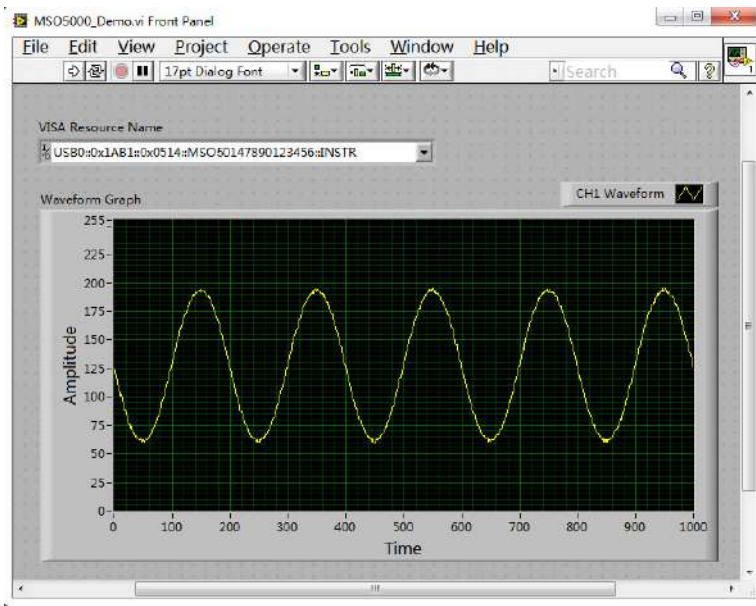 MSO5000_Demo.vi Front Panel
File Edit View Project Operate Tools Window Help
17pt Dialog Font
Search
1
VISA Resource Name
USB0::0x1AB1::0x0514::MSO50147890123456::INSTR
Waveform Graph
CH1 Waveform
255
225
200
175
150
125
100
75
50
25
0
Amplitude
0 100 200 300 400 500 600 700 800 900 1000
Time